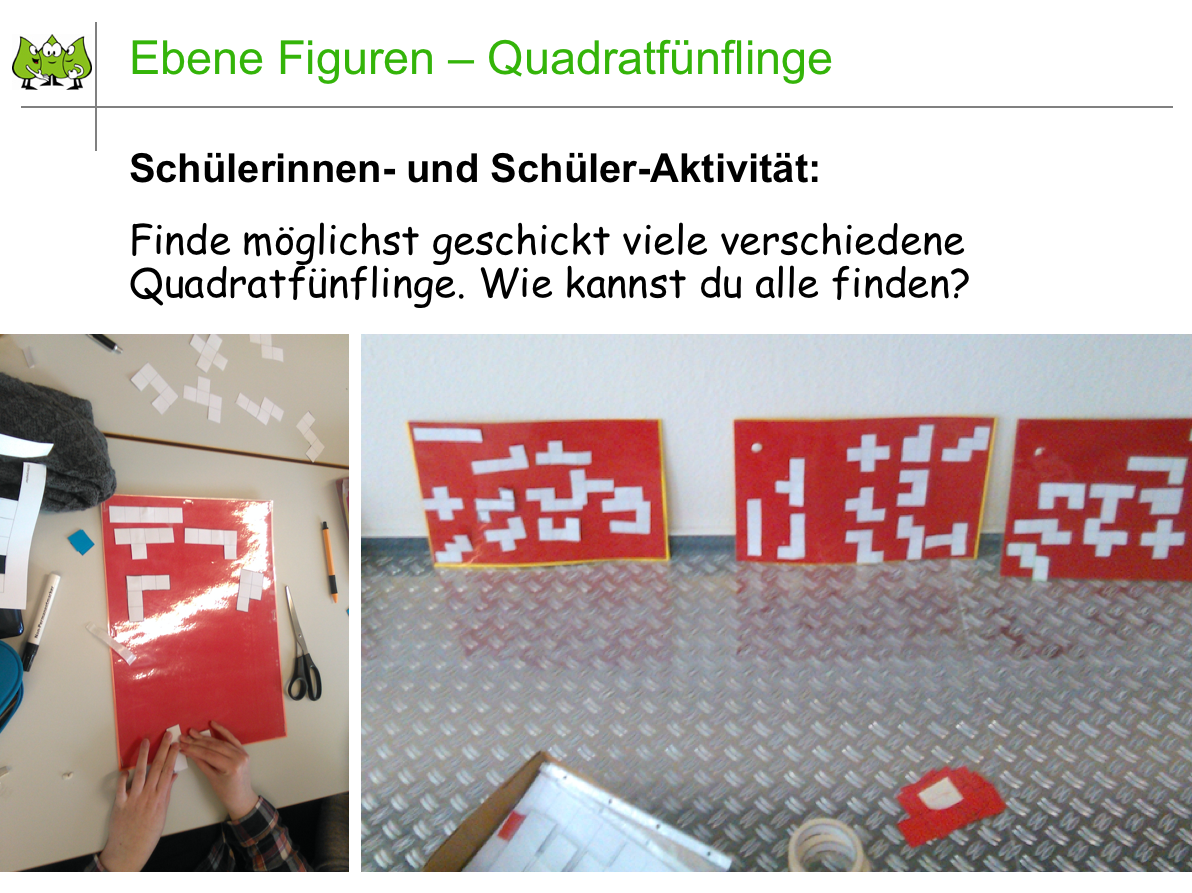 Ebene Figuren – Quadratfünflinge
Schülerinnen- und Schüler-Aktivität:
Finde möglichst geschickt viele verschiedene
Quadratfünflinge. Wie kannst du alle finden?